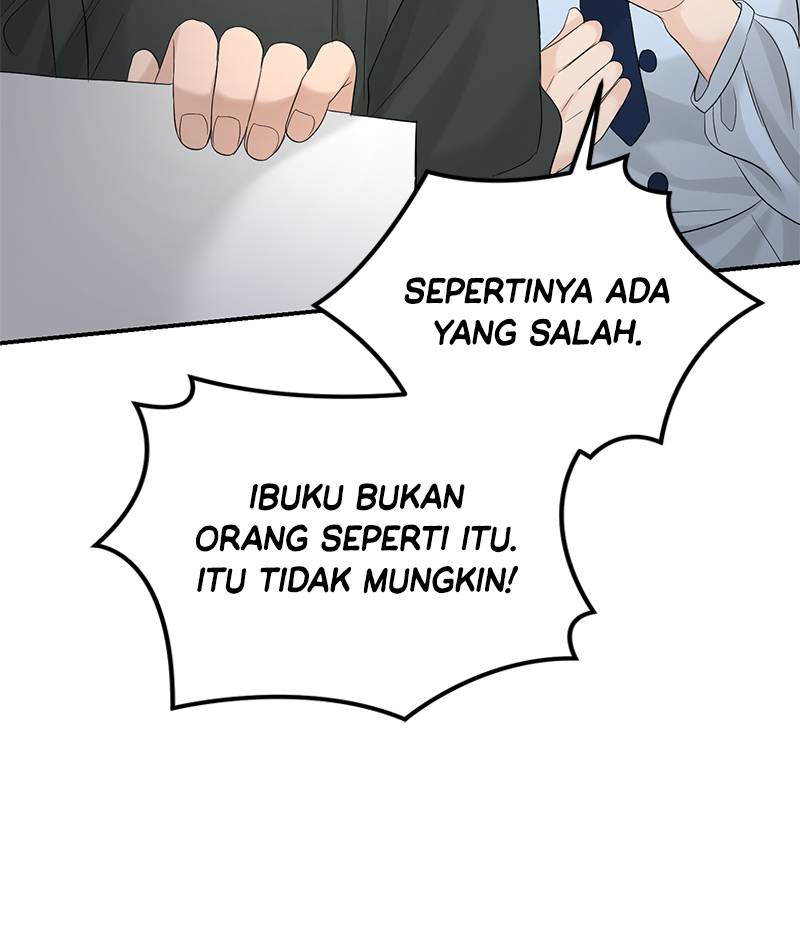 SEPERTINYA ADA
YANG SALAH.
IBUKU BUKAN
ORANG SEPERTI ITU.
ITU TIDAK MUNGKIN!